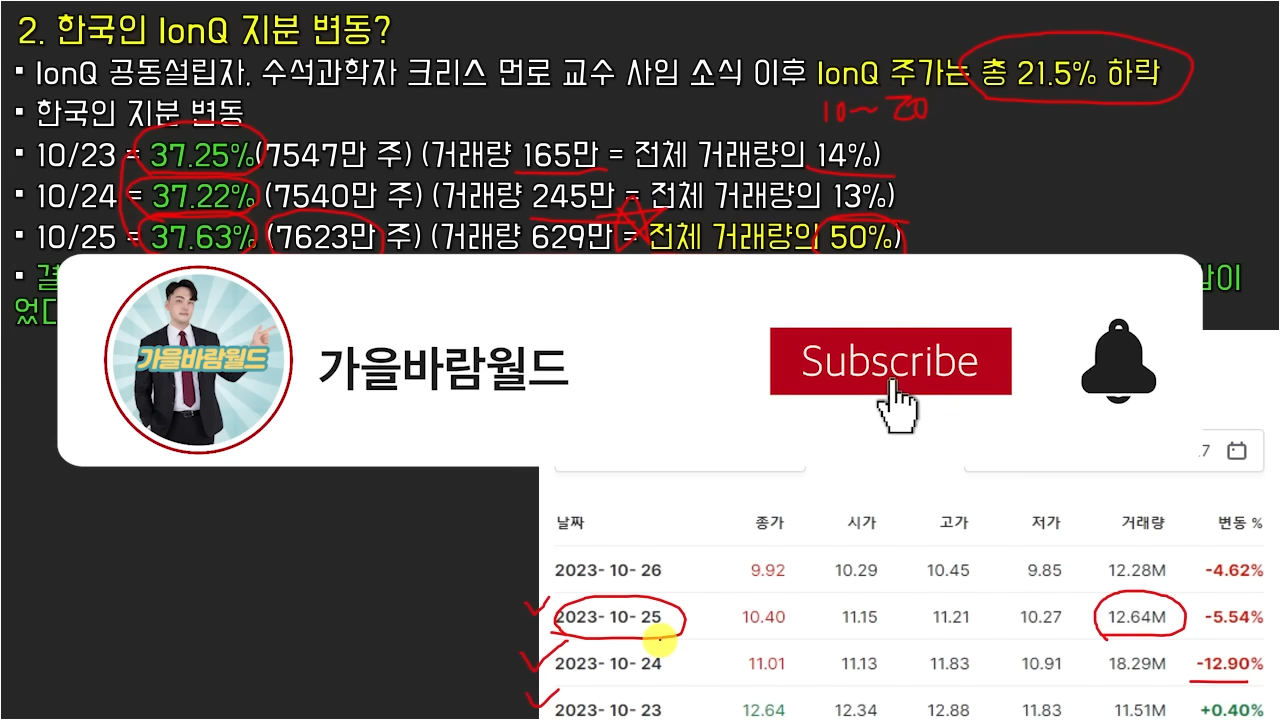 2. 한국인 IonQ 지분 변동?
▪ IonQ 공동설립자, 수석과학자 크리스 먼로 교수 사임 소식 이후 IonQ 주가는 총 21.5% 하락
10~20
▪ 한국인 지분 변동
▪ 10/23 = 37.25%(7547만 주) (거래량 165만 = 전체 거래량의 14%)
▪ 10/24 = 37.22% (7540만 주) (거래량 245만 = 전체 거래량의 13%)
▪ 10/25 = 37.63% (7623만 주) (거래량 629만 = 전체 거래량의 50%)
가을바람월드
가을바람월드
Subscribe
날짜 종가 시가 고가 저가 거래량 변동 %
2023- 10- 26 9.92 10.29 10.45 9.85 12.28M -4.62%
2023- 10- 25 10.40 11.15 11.21 10.27 12.64M -5.54%
2023- 10- 24 11.01 11.13 11.83 10.91 18.29M -12.90%
2023- 10- 23 12.64 12.34 12.88 11.83 11.51M +0.40%